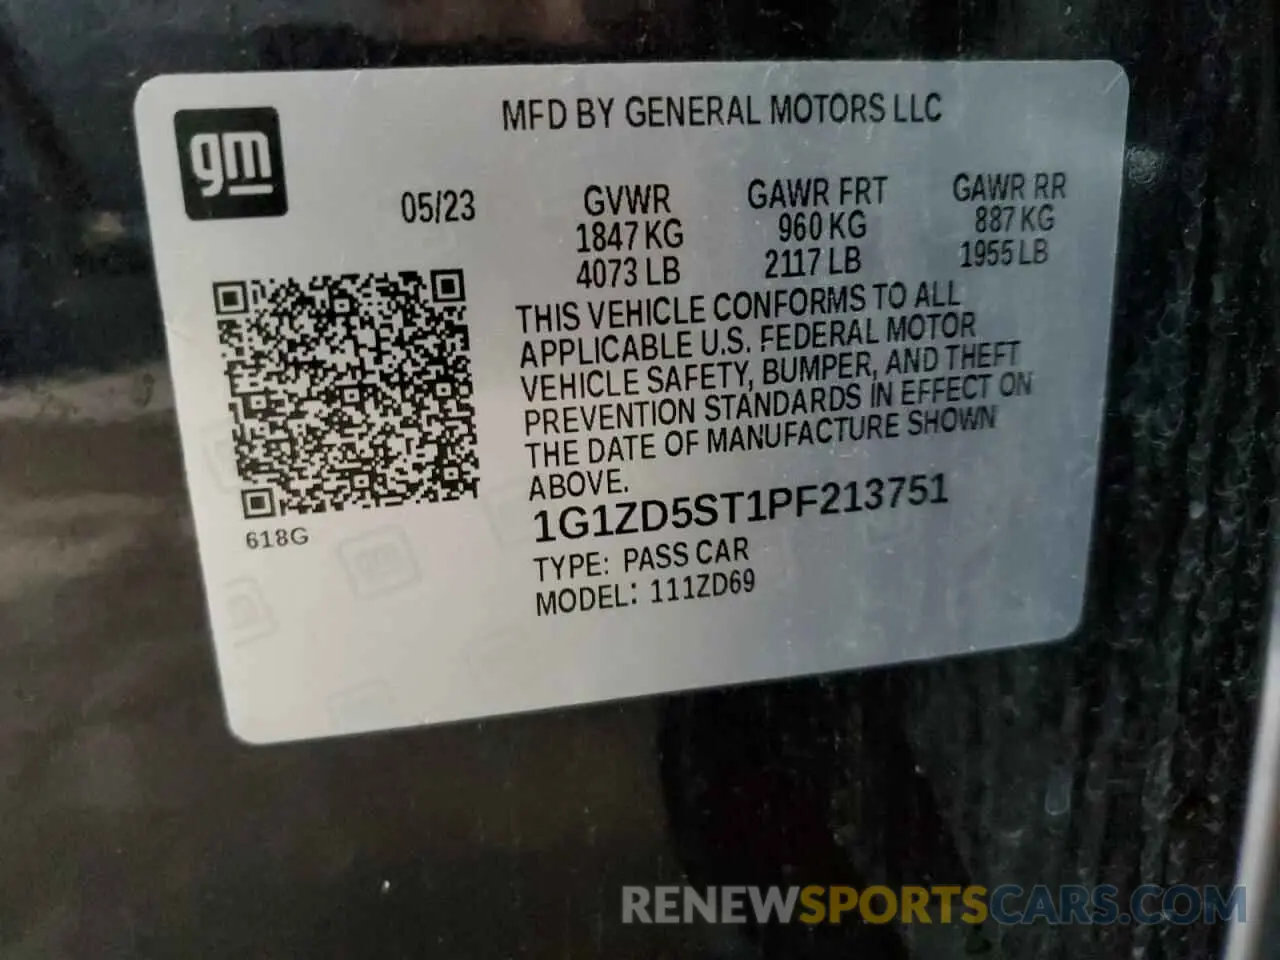 MFD BY GENERAL MOTORS LLC
gm
05/23 GVWR GAWR FRT GAWR RR
1847 KG 960 KG 887 KG
4073 LB 2117 LB 1955 LB
THIS VEHICLE CONFORMS TO ALL
APPLICABLE U.S. FEDERAL MOTOR
VEHICLE SAFETY, BUMPER, AND THEFT
PREVENTION STANDARDS IN EFFECT ON
THE DATE OF MANUFACTURE SHOWN
ABOVE.
1G1ZD5ST1PF213751
618G
TYPE: PASS CAR
MODEL: 111ZD69
RENEWSPORTSCARS.COM